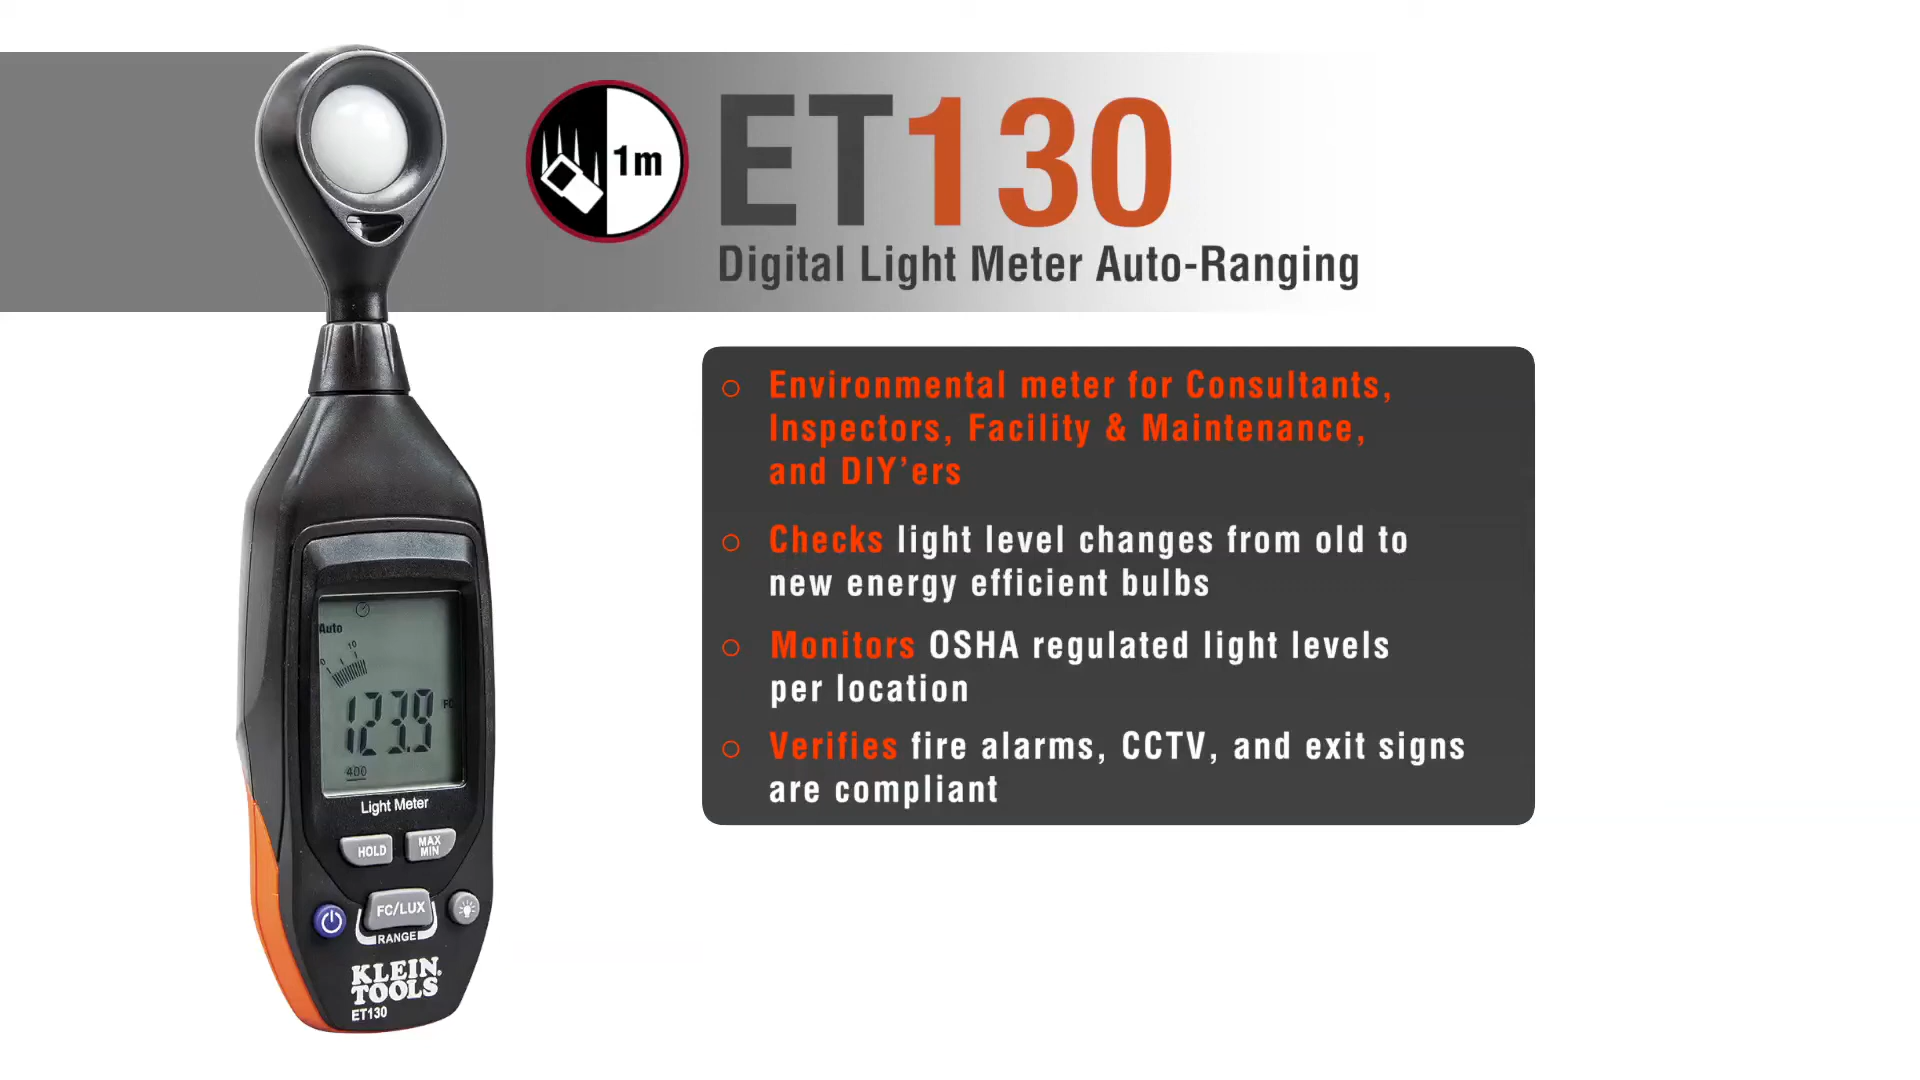 1m
ET130
Digital Light Meter Auto-Ranging
Environmental meter for Consultants,
Inspectors, Facility & Maintenance,
and DIY’ers
Checks light level changes from old to
new energy efficient bulbs
Monitors OSHA regulated light levels
per location
Verifies fire alarms, CCTV, and exit signs
are compliant
Auto
0 10
123.9 FC
400
Light Meter
HOLD
MAX
MIN
FC/LUX
RANGE
KLEIN
TOOLS
ET130